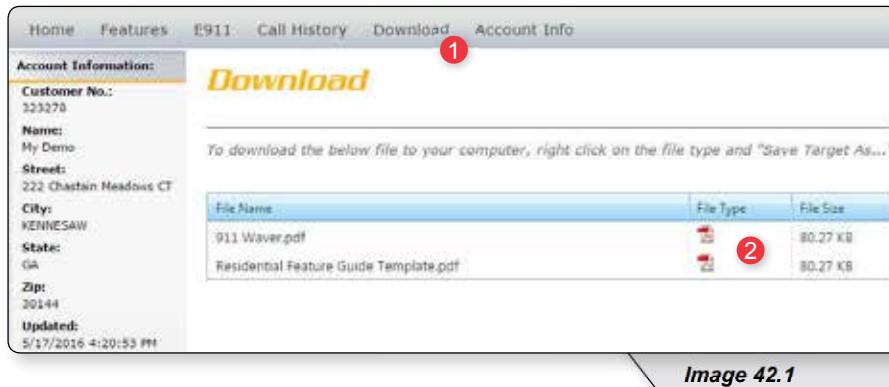 Home Features E911 Call History Download Account Info
1
Account Information:
Customer No.:
323278
Name:
My Demo
Street:
222 Chastain Meadows CT
City:
KENNESAW
State:
GA
Zip:
30144
Updated:
5/17/2016 4:20:53 PM
Download
To download the below file to your computer, right click on the file type and "Save Target As..."
File Name File Type File Size
911 Waver.pdf 80.27 KB
2
Residential Feature Guide Template.pdf 80.27 KB
Image 42.1